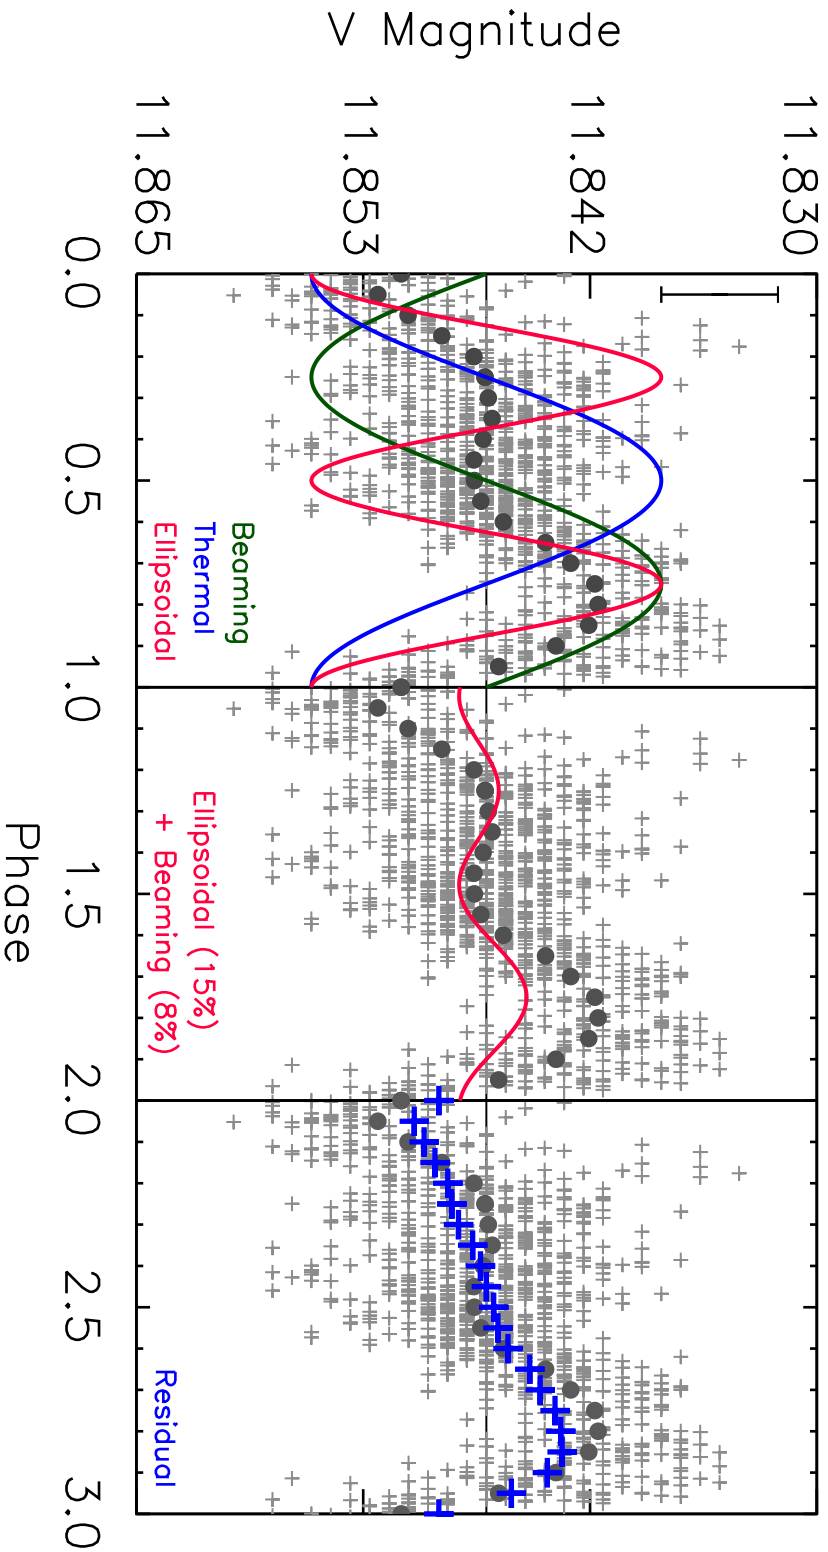 V Magnitude
11.830
11.842
11.853
11.865
0.0
0.5
1.0
1.5
2.0
2.5
3.0
Beaming
Thermal
Ellipsoidal
Ellipsoidal (15%)
+ Beaming (8%)
Residual
Phase